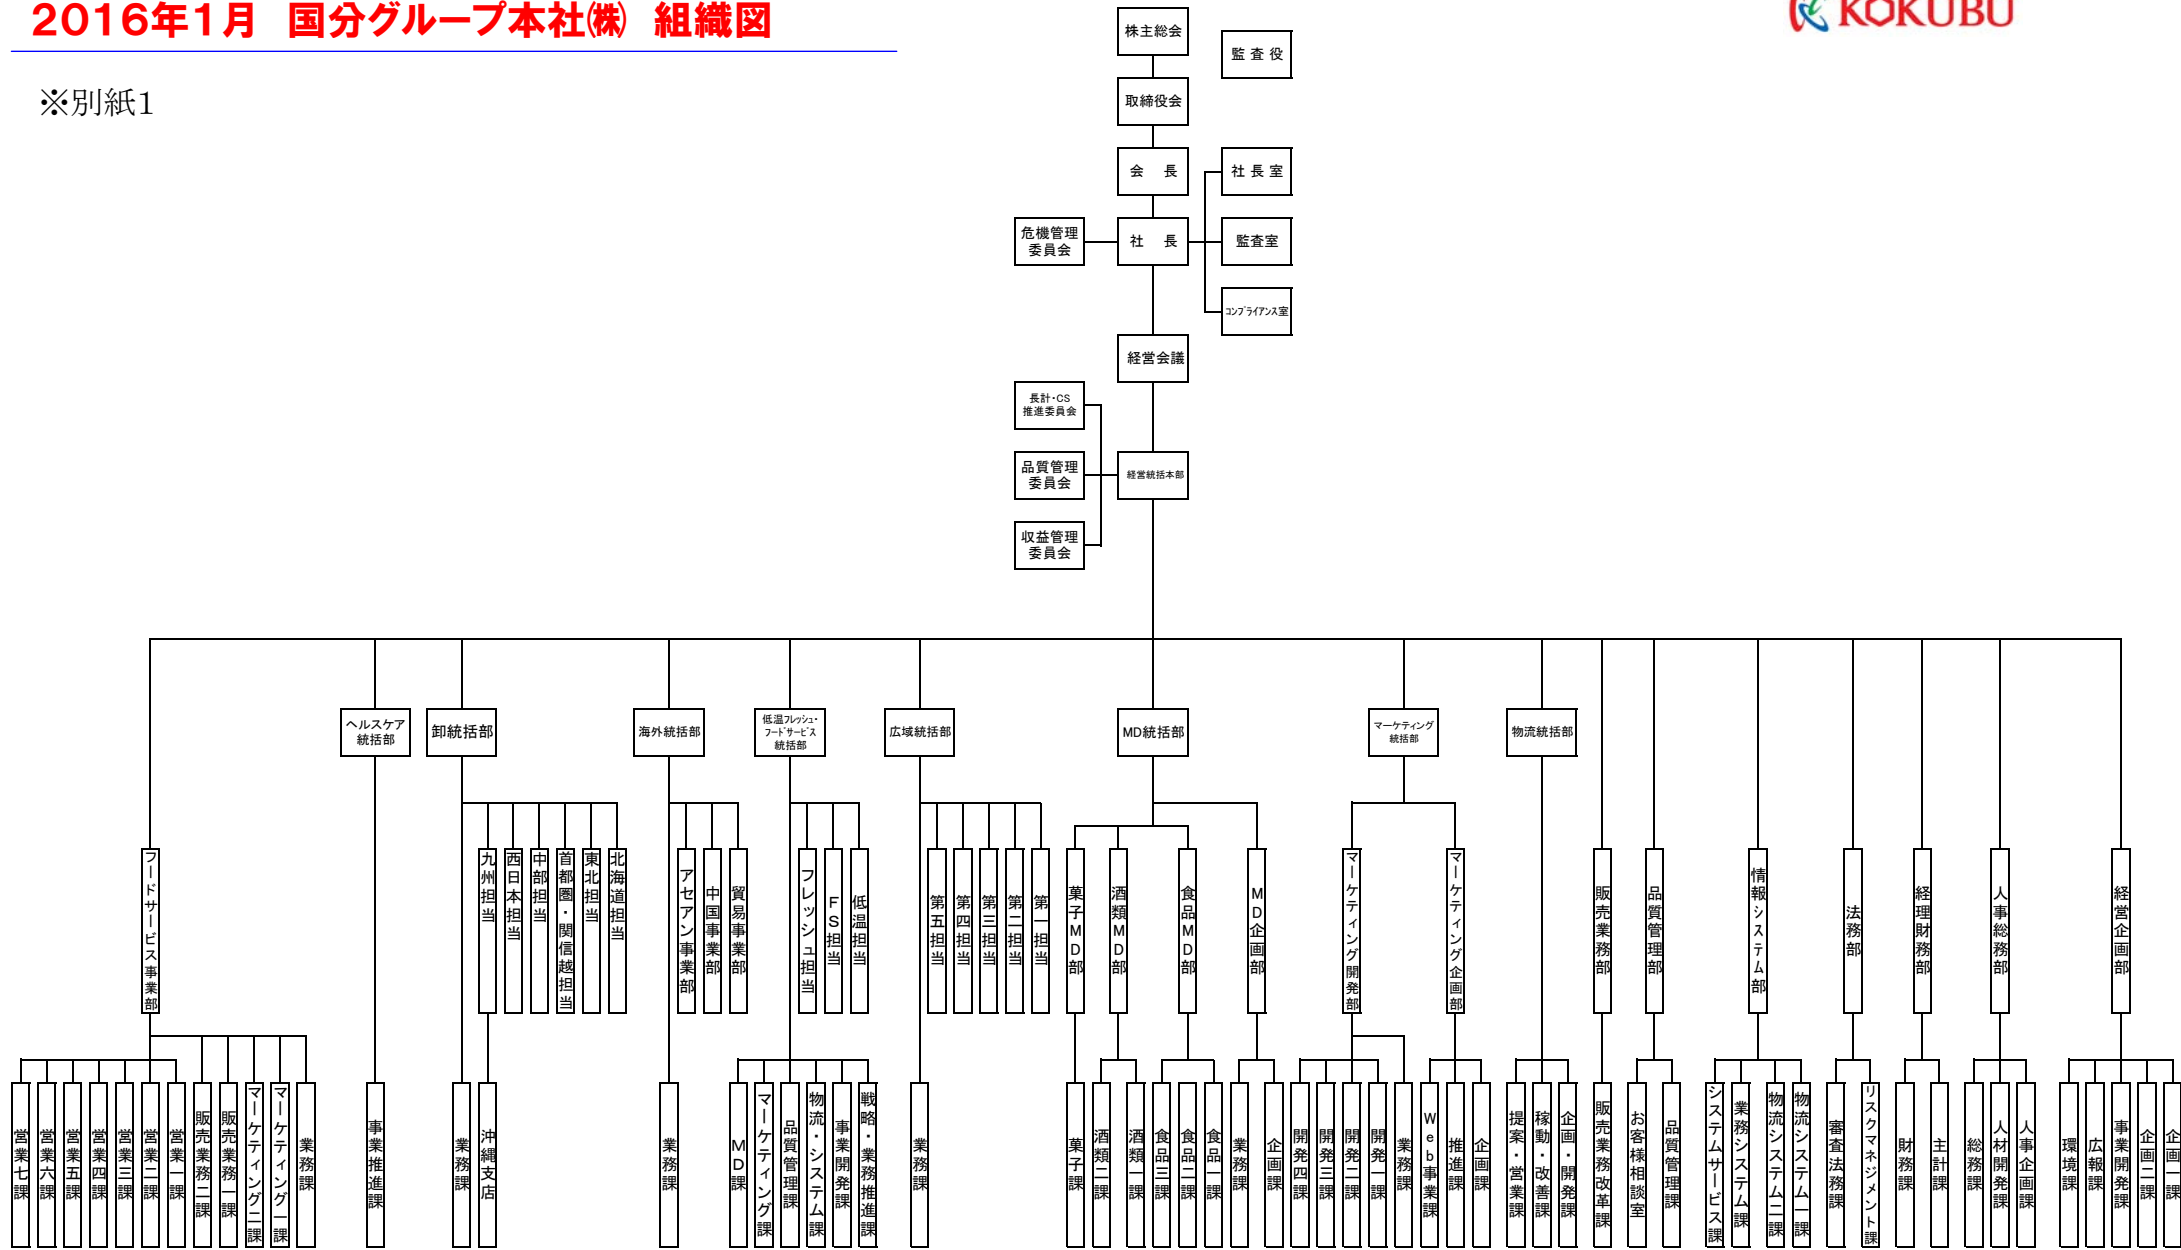 2016年1月 国分グループ本社㈱ 組織図
KOKUBU
※別紙1
株主総会
監査役
取締役会
会 長
社長室
危機管理
委員会
社 長
監査室
コンプライアンス室
経営会議
長計・CS
推進委員会
品質管理
委員会
経営統括本部
収益管理
委員会
ヘルスケア
統括部
卸統括部
海外統括部
低温フレッシュ・
フードサービス
統括部
広域統括部
MD統括部
マーケティング
統括部
物流統括部
フードサービス事業部
九州担当
西日本担当
中部担当
首都圏・関信越担当
東北担当
北海道担当
アセアン事業部
中国事業部
貿易事業部
フレッシュ担当
FS担当
低温担当
第五担当
第四担当
第三担当
第二担当
第一担当
菓子MD部
酒類MD部
食品MD部
MD企画部
マーケティング開発部
マーケティング企画部
販売業務部
品質管理部
情報システム部
法務部
経理財務部
人事総務部
経営企画部
営業七課
営業六課
営業五課
営業四課
営業三課
営業二課
営業一課
販売業務二課
販売業務一課
マーケティング二課
マーケティング一課
業務課
事業推進課
業務課
沖縄支店
業務課
MD課
マーケティング課
品質管理課
物流・システム課
事業開発課
戦略・業務推進課
業務課
菓子課
酒類二課
酒類一課
食品三課
食品二課
食品一課
業務課
企画課
開発四課
開発三課
開発二課
開発一課
業務課
Web事業課
推進課
企画課
提案・営業課
稼動・改善課
企画・開発課
販売業務改革課
お客様相談室
品質管理課
システムサービス課
業務システム課
物流システム二課
物流システム一課
審査法務課
リスクマネジメント課
財務課
主計課
総務課
人材開発課
人事企画課
環境課
広報課
事業開発課
企画二課
企画一課